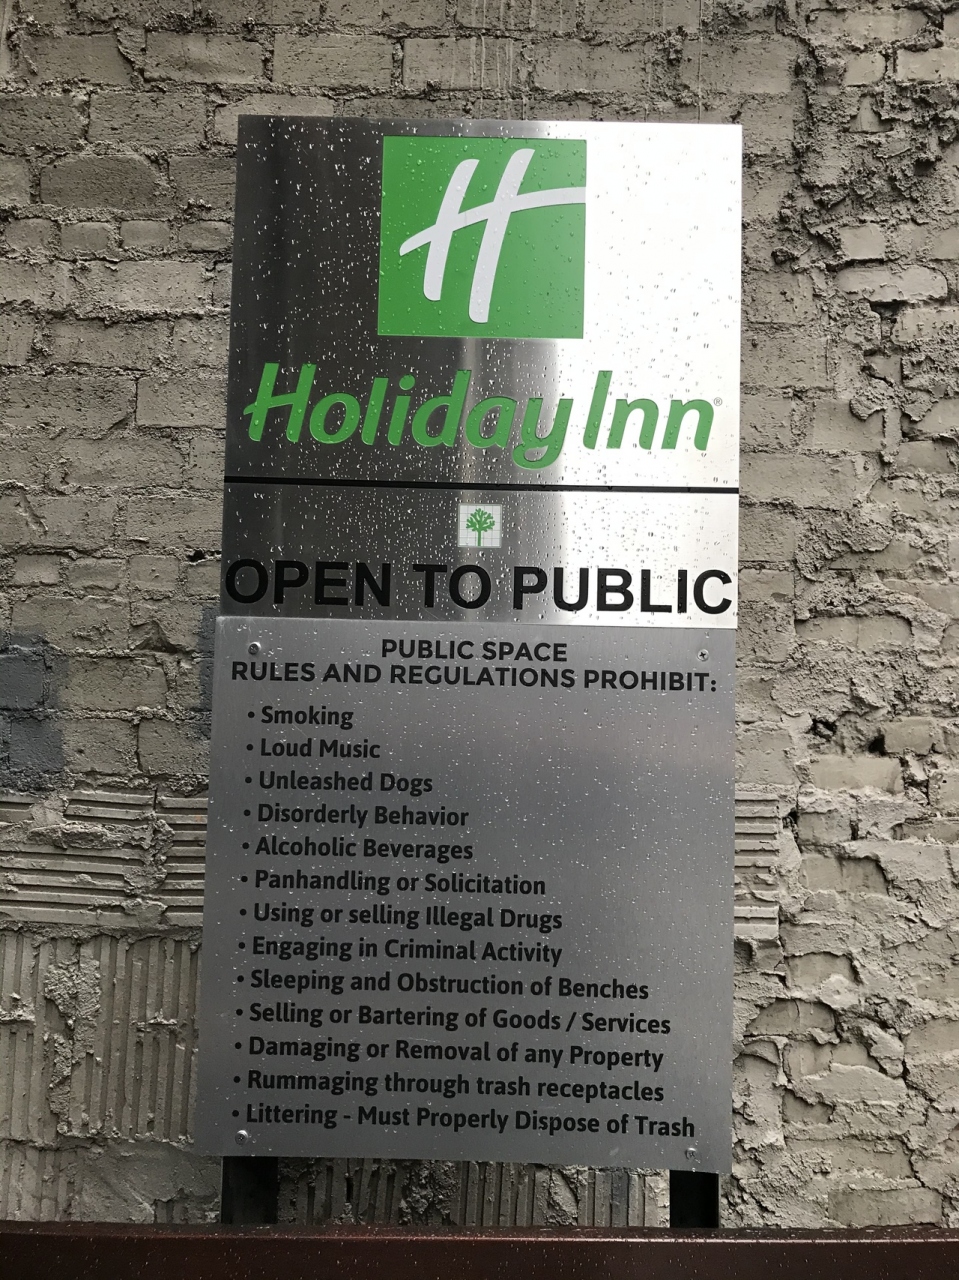 H
Holiday Inn®
OPEN TO PUBLIC
PUBLIC SPACE
RULES AND REGULATIONS PROHIBIT:
• Smoking
• Loud Music
• Unleashed Dogs
• Disorderly Behavior
• Alcoholic Beverages
• Panhandling or Solicitation
• Using or selling Illegal Drugs
• Engaging in Criminal Activity
• Sleeping and Obstruction of Benches
• Selling or Bartering of Goods / Services
• Damaging or Removal of any Property
• Rummaging through trash receptacles
• Littering - Must Properly Dispose of Trash